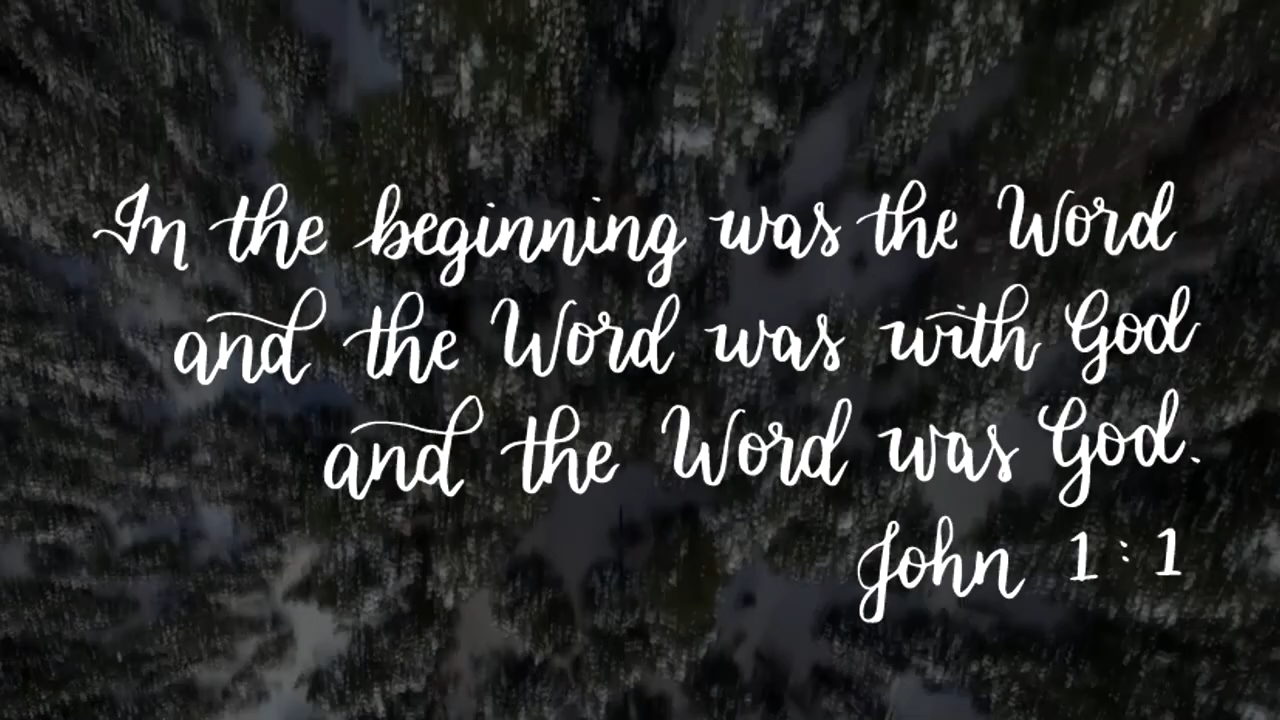 In the beginning was the Word
and the Word was with God
and the Word was God.
John 1:1